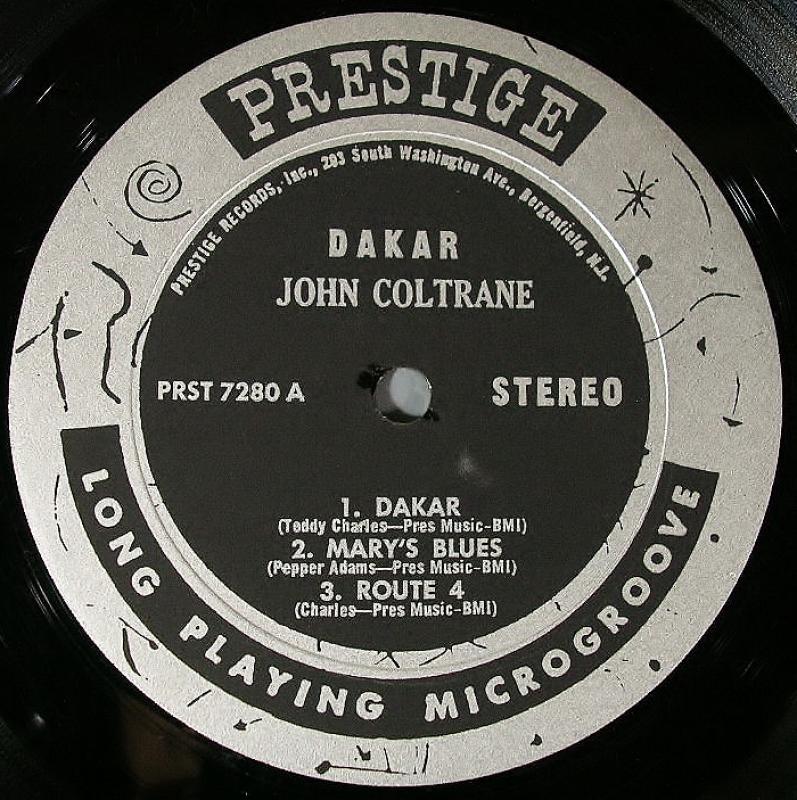 PRESTIGE
PRESTIGE RECORDS, Inc., 203 South Washington Ave., Bergenfield, N.J.
DAKAR
JOHN COLTRANE
PRST 7280 A
STEREO
1. DAKAR
(Teddy Charles—Pres Music-BMI)
2. MARY'S BLUES
(Pepper Adams—Pres Music-BMI)
3. ROUTE 4
(Charles—Pres Music-BMI)
LONG PLAYING MICROGROOVE